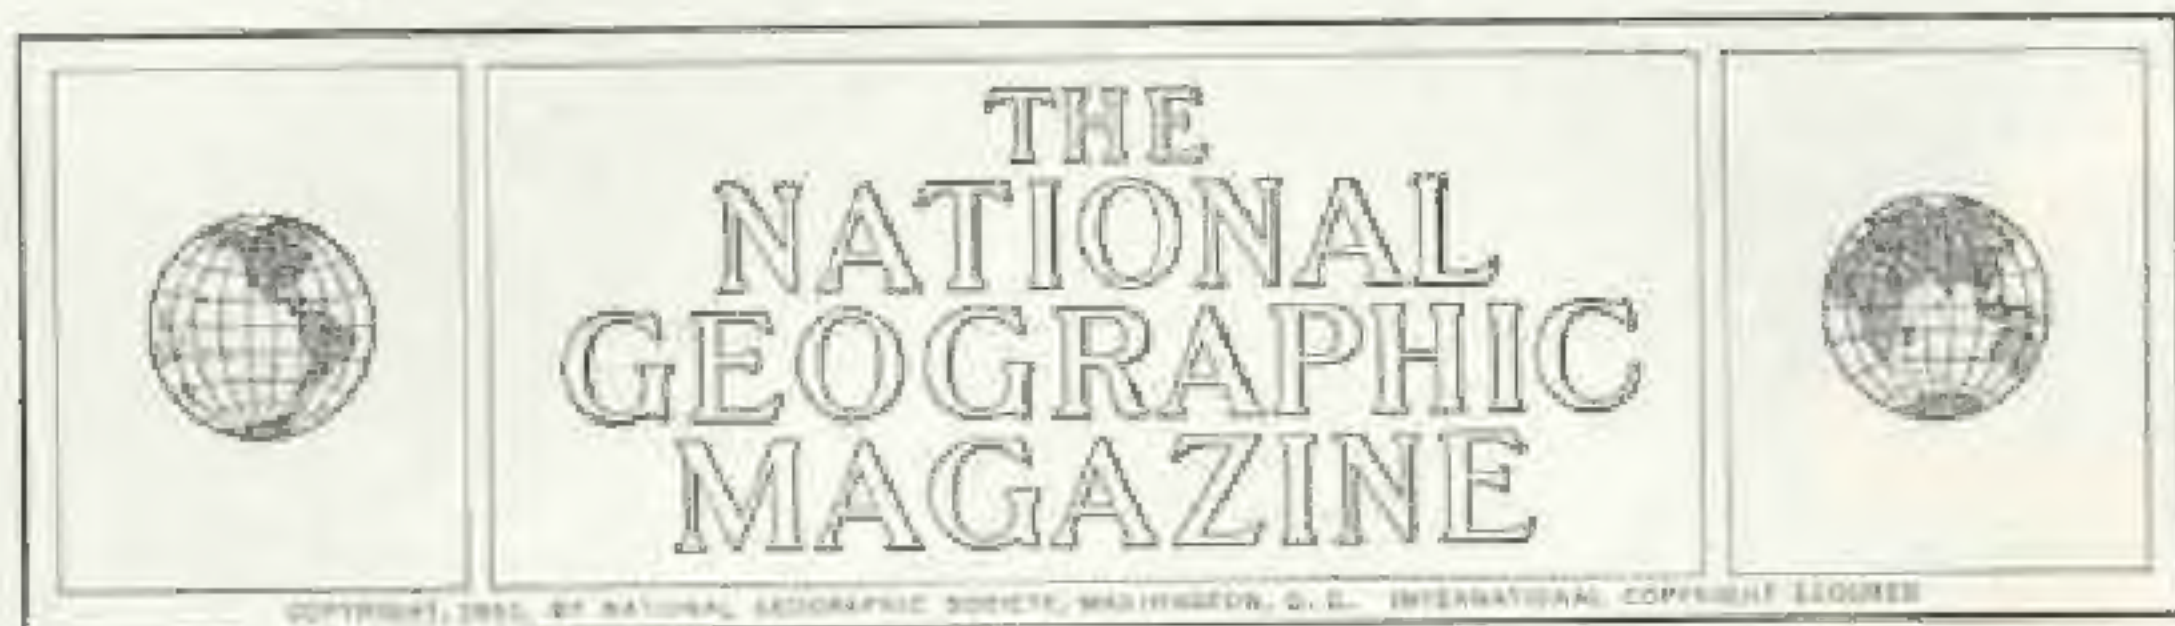 THE
NATIONAL
GEOGRAPHIC
MAGAZINE
COPYRIGHT, BY NATIONAL GEOGRAPHIC SOCIETY, WASHINGTON, D. C. INTERNATIONAL COPYRIGHT SECURED